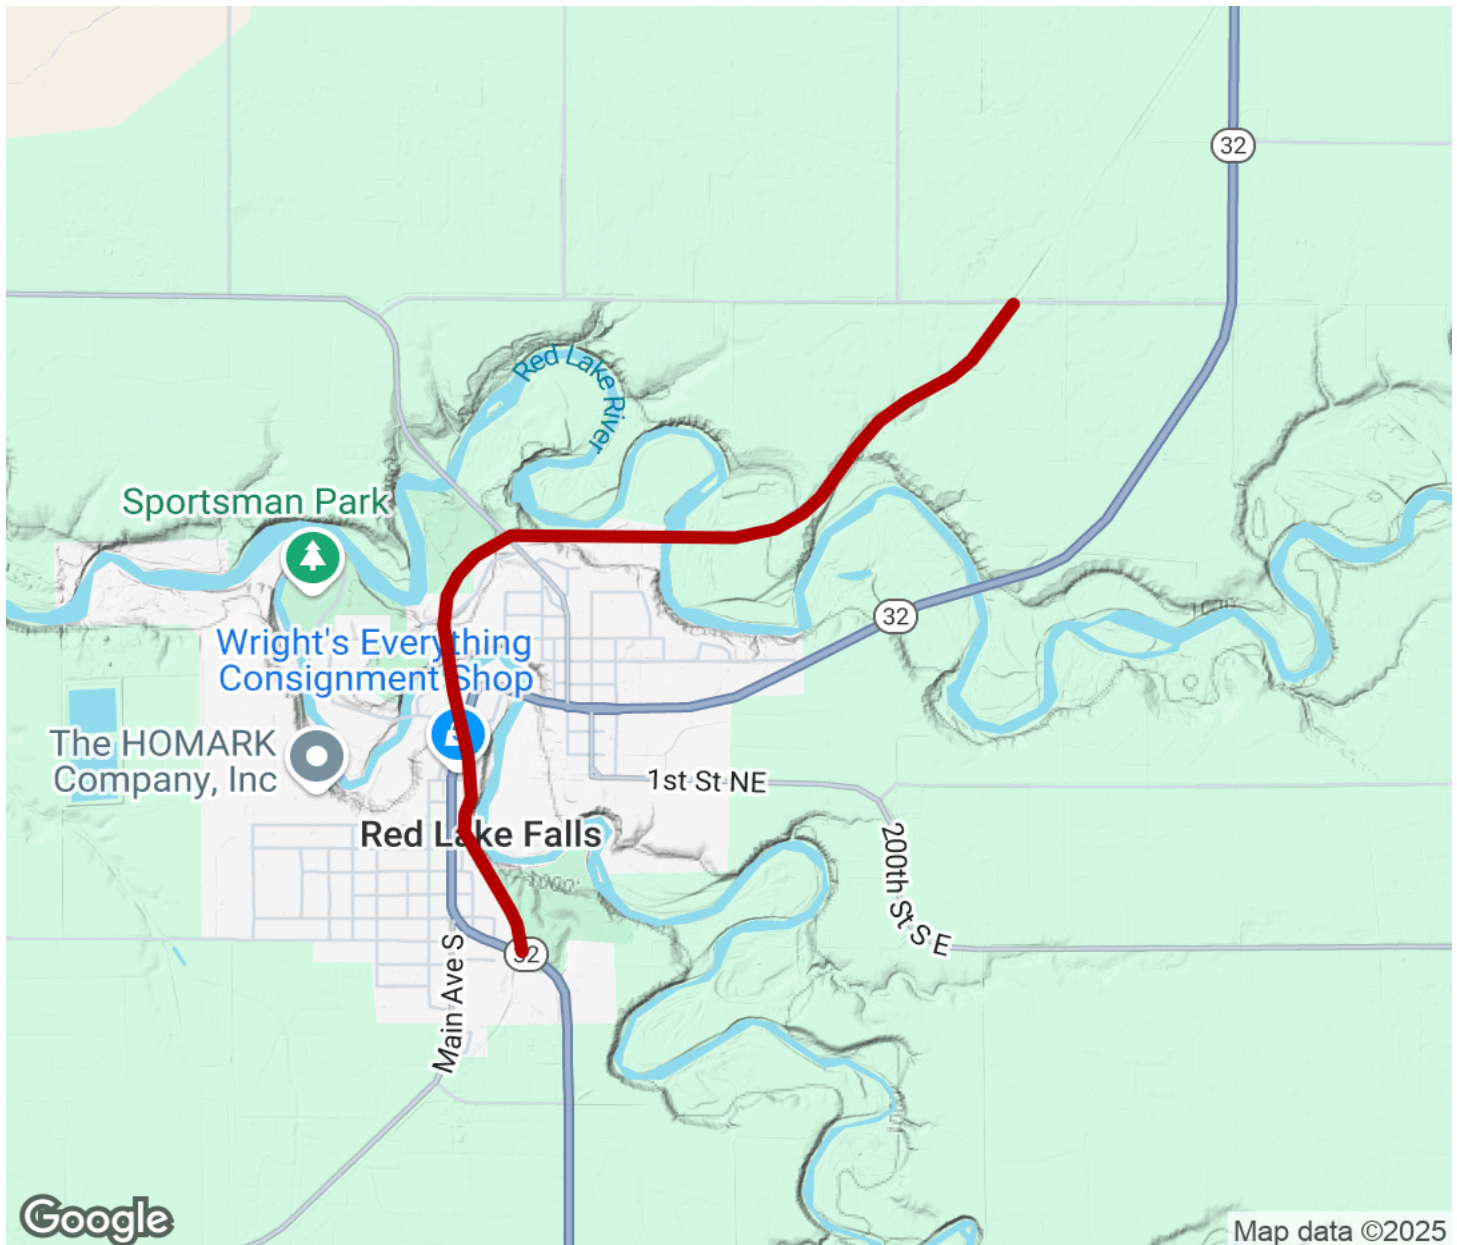 32
Red Lake
River
Sportsman Park
32
Wright's Everything
Consignment Shop
The HOMARK
Company, Inc
1st St NE
Red Lake Falls
200th St S E
32
Main Ave S
Google
Map data ©2025